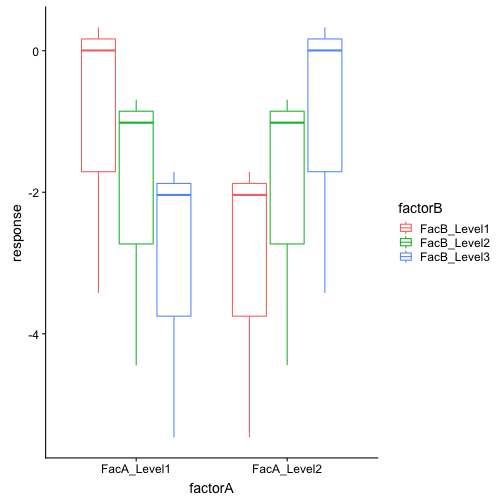 0
-2
-4
response
FacA_Level1
FacA_Level2
factorA
factorB
FacB_Level1
FacB_Level2
FacB_Level3